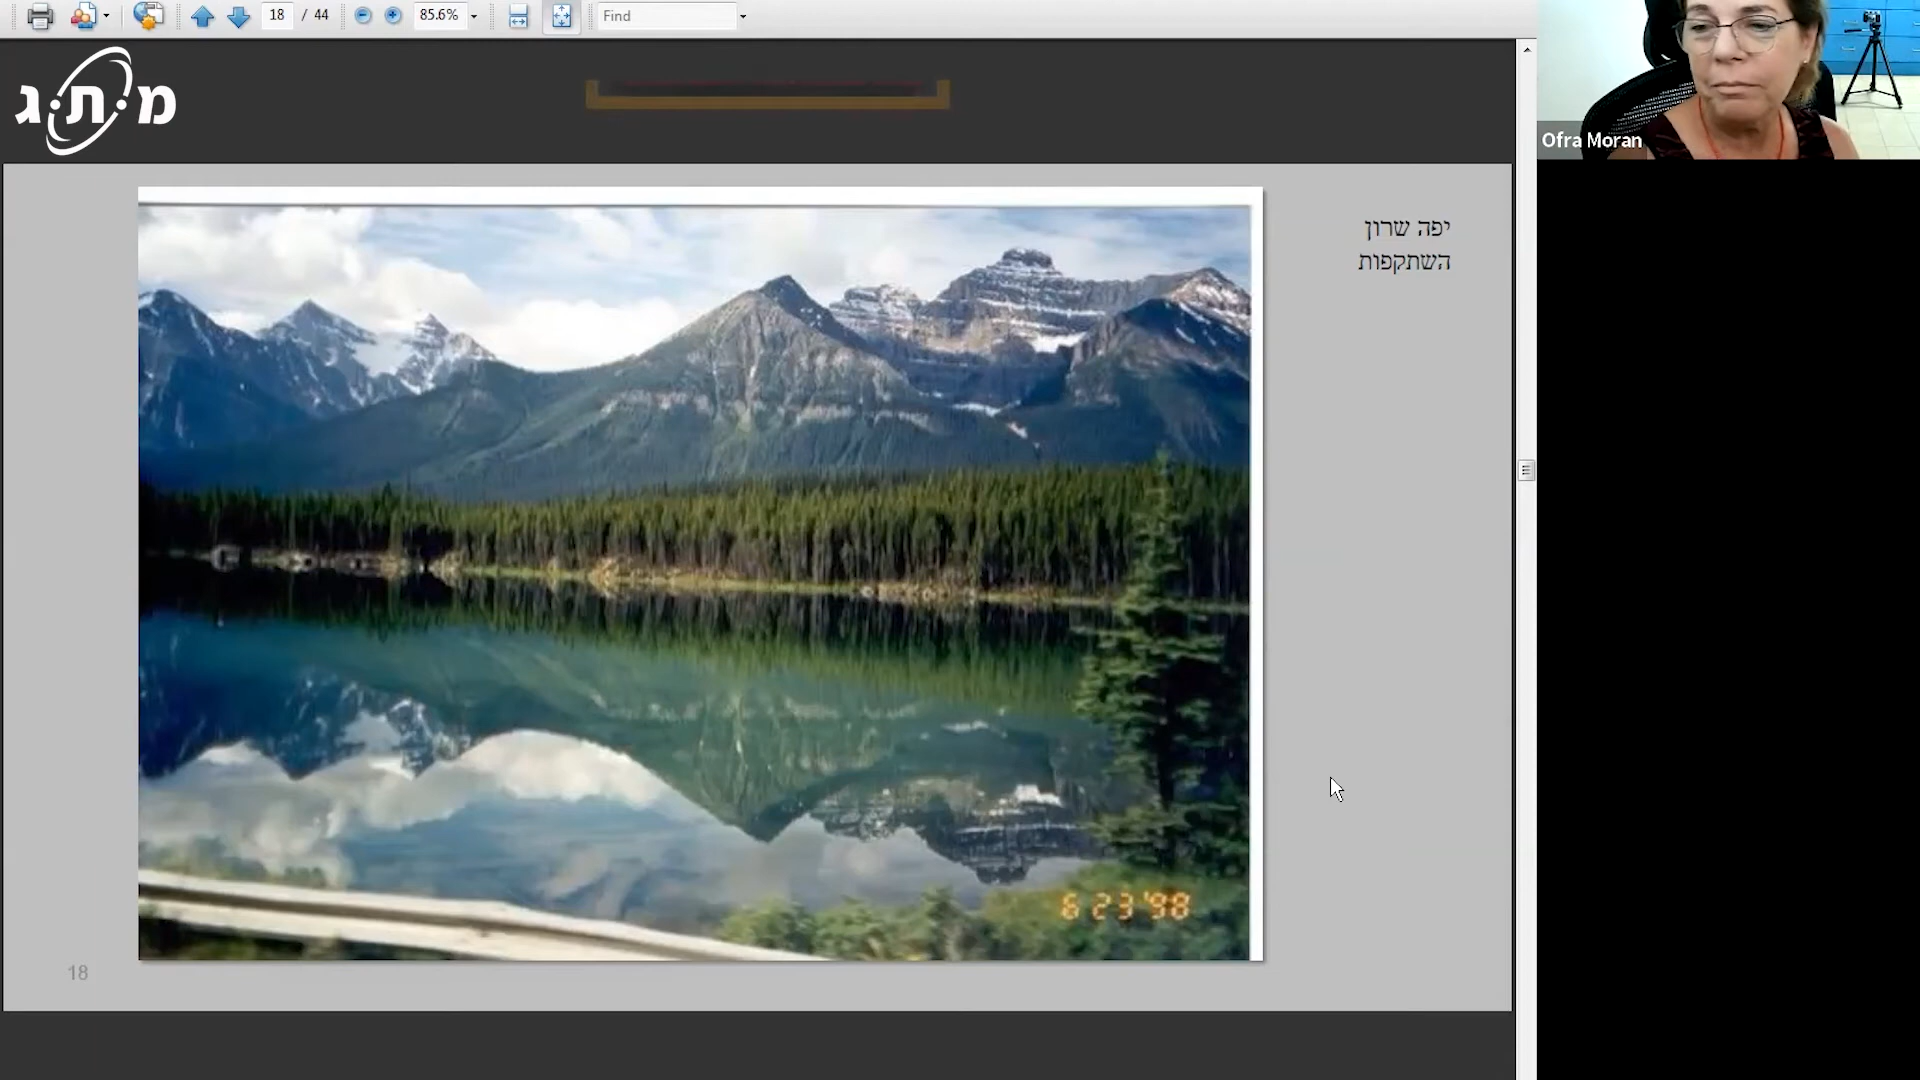 18 / 44 85.6% Find
מ.ת.ג
Ofra Moran
יפה שרון
השתקפות
6 23 '98
18